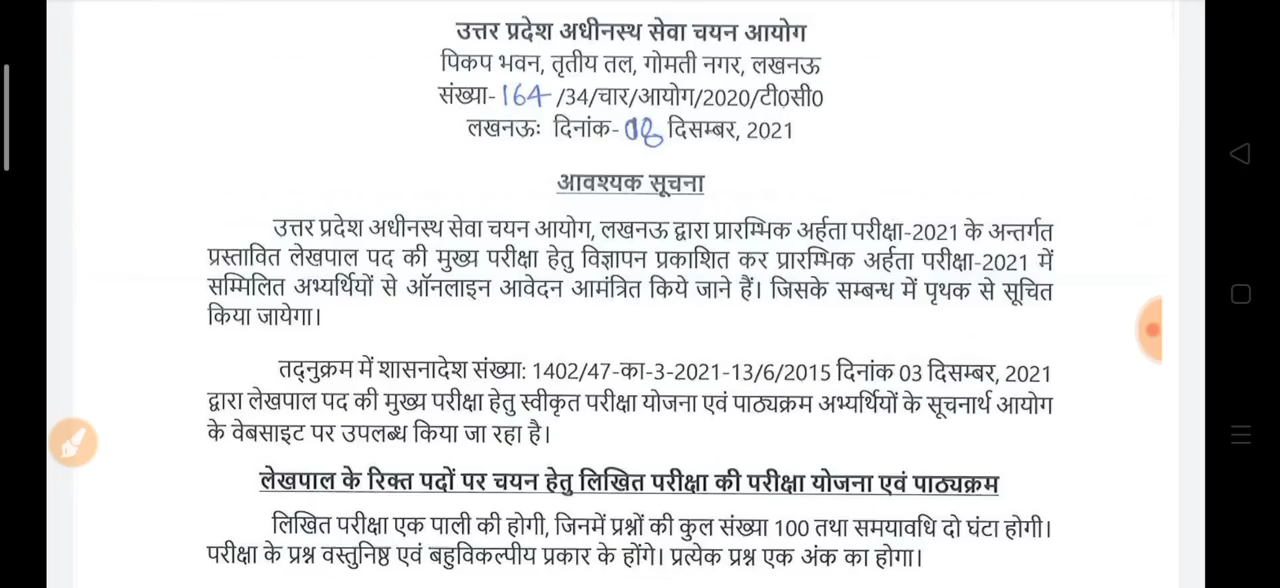 उत्तर प्रदेश अधीनस्थ सेवा चयन आयोग
पिकप भवन, तृतीय तल, गोमती नगर, लखनऊ
संख्या-164/34/चार/आयोग/2020/टी0सी0
लखनऊः दिनांक-08 दिसम्बर, 2021
आवश्यक सूचना
उत्तर प्रदेश अधीनस्थ सेवा चयन आयोग, लखनऊ द्वारा प्रारम्भिक अर्हता परीक्षा-2021 के अन्तर्गत
प्रस्तावित लेखपाल पद की मुख्य परीक्षा हेतु विज्ञापन प्रकाशित कर प्रारम्भिक अर्हता परीक्षा-2021 में
सम्मिलित अभ्यर्थियों से ऑनलाइन आवेदन आमंत्रित किये जाने हैं। जिसके सम्बन्ध में पृथक से सूचित
किया जायेगा।
तद्नुक्रम में शासनादेश संख्या: 1402/47-का-3-2021-13/6/2015 दिनांक 03 दिसम्बर, 2021
द्वारा लेखपाल पद की मुख्य परीक्षा हेतु स्वीकृत परीक्षा योजना एवं पाठ्यक्रम अभ्यर्थियों के सूचनार्थ आयोग
के वेबसाइट पर उपलब्ध किया जा रहा है।
लेखपाल के रिक्त पदों पर चयन हेतु लिखित परीक्षा की परीक्षा योजना एवं पाठ्यक्रम
लिखित परीक्षा एक पाली की होगी, जिनमें प्रश्नों की कुल संख्या 100 तथा समयावधि दो घंटा होगी।
परीक्षा के प्रश्न वस्तुनिष्ठ एवं बहुविकल्पीय प्रकार के होंगे। प्रत्येक प्रश्न एक अंक का होगा।